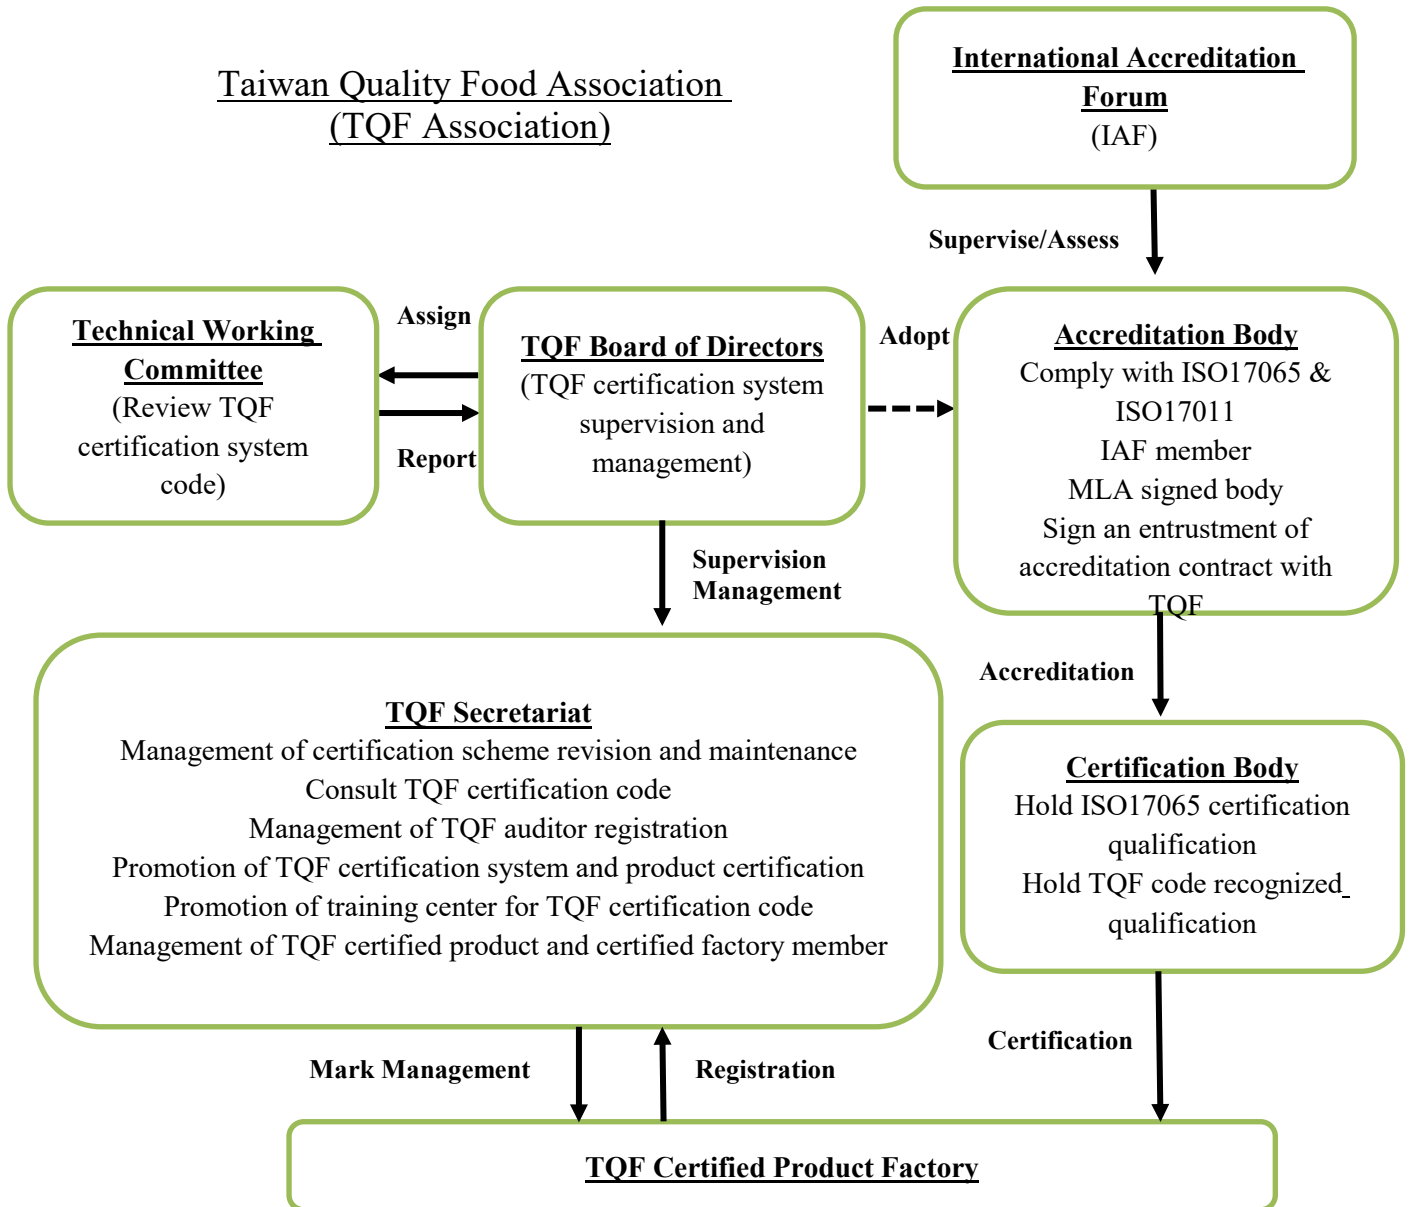 Taiwan Quality Food Association
(TQF Association)
International Accreditation
Forum
(IAF)
Supervise/Assess
Technical Working
Committee
(Review TQF
certification system
code)
Assign
Report
TQF Board of Directors
(TQF certification system
supervision and
management)
Adopt
Accreditation Body
Comply with ISO17065 &
ISO17011
IAF member
MLA signed body
Sign an entrustment of
accreditation contract with
TQF
Supervision
Management
Accreditation
TQF Secretariat
Management of certification scheme revision and maintenance
Consult TQF certification code
Management of TQF auditor registration
Promotion of TQF certification system and product certification
Promotion of training center for TQF certification code
Management of TQF certified product and certified factory member
Certification Body
Hold ISO17065 certification
qualification
Hold TQF code recognized
qualification
Mark Management
Registration
Certification
TQF Certified Product Factory